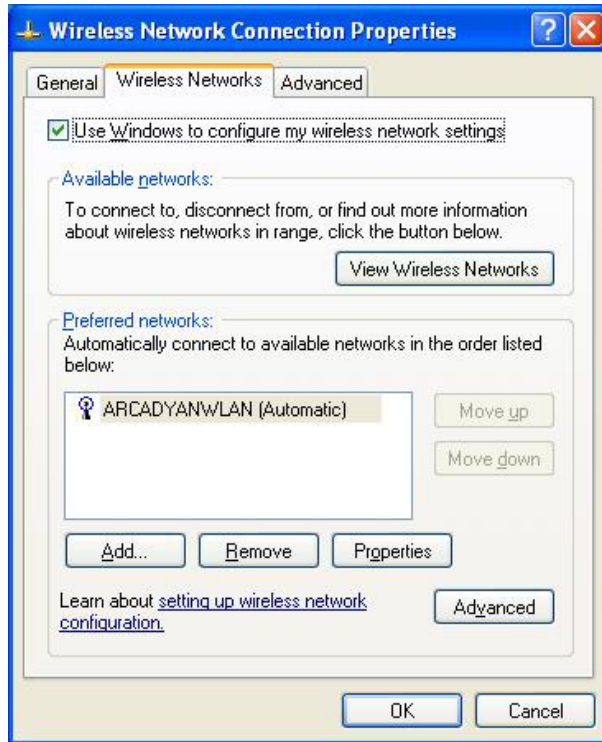 Wireless Network Connection Properties
General Wireless Networks Advanced
Use Windows to configure my wireless network settings
Available networks:
To connect to, disconnect from, or find out more information
about wireless networks in range, click the button below.
View Wireless Networks
Preferred networks:
Automatically connect to available networks in the order listed
below:
ARCADYANWLAN (Automatic)
Move up
Move down
Add... Remove Properties
Learn about setting up wireless network
configuration.
Advanced
OK Cancel